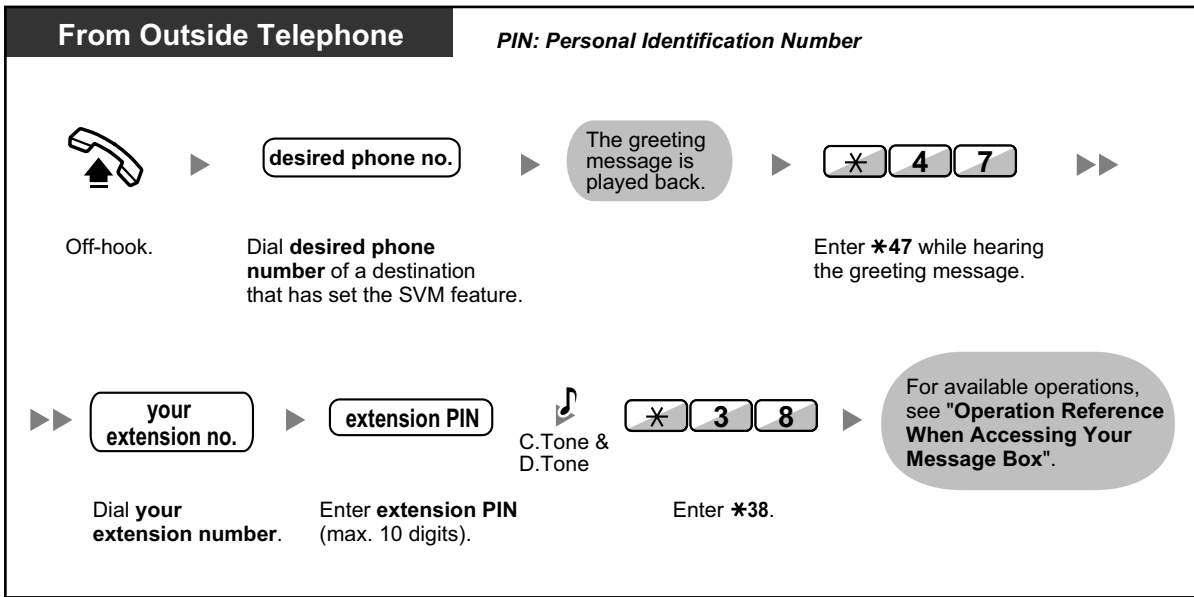 From Outside Telephone
PIN: Personal Identification Number
desired phone no.
The greeting
message is
played back.
* 4 7
Off-hook.
Dial desired phone
number of a destination
that has set the SVM feature.
Enter *47 while hearing
the greeting message.
your
extension no.
extension PIN
C.Tone &
D.Tone
* 3 8
For available operations,
see "Operation Reference
When Accessing Your
Message Box".
Dial your
extension number.
Enter extension PIN
(max. 10 digits).
Enter *38.